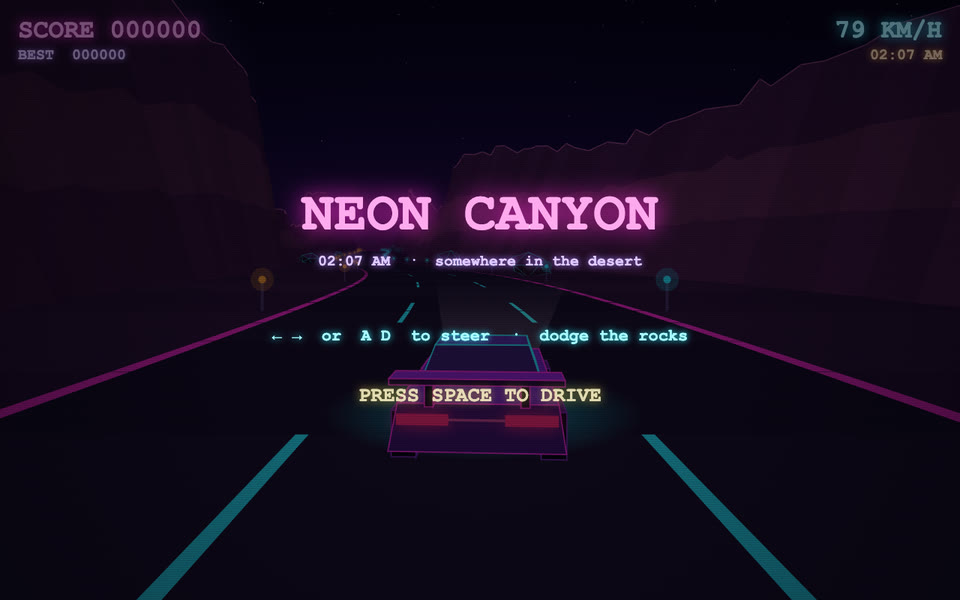 SCORE 000000
79 KM/H
BEST 000000
02:07 AM
NEON CANYON
02:07 AM · somewhere in the desert
← → or A D to steer · dodge the rocks
PRESS SPACE TO DRIVE